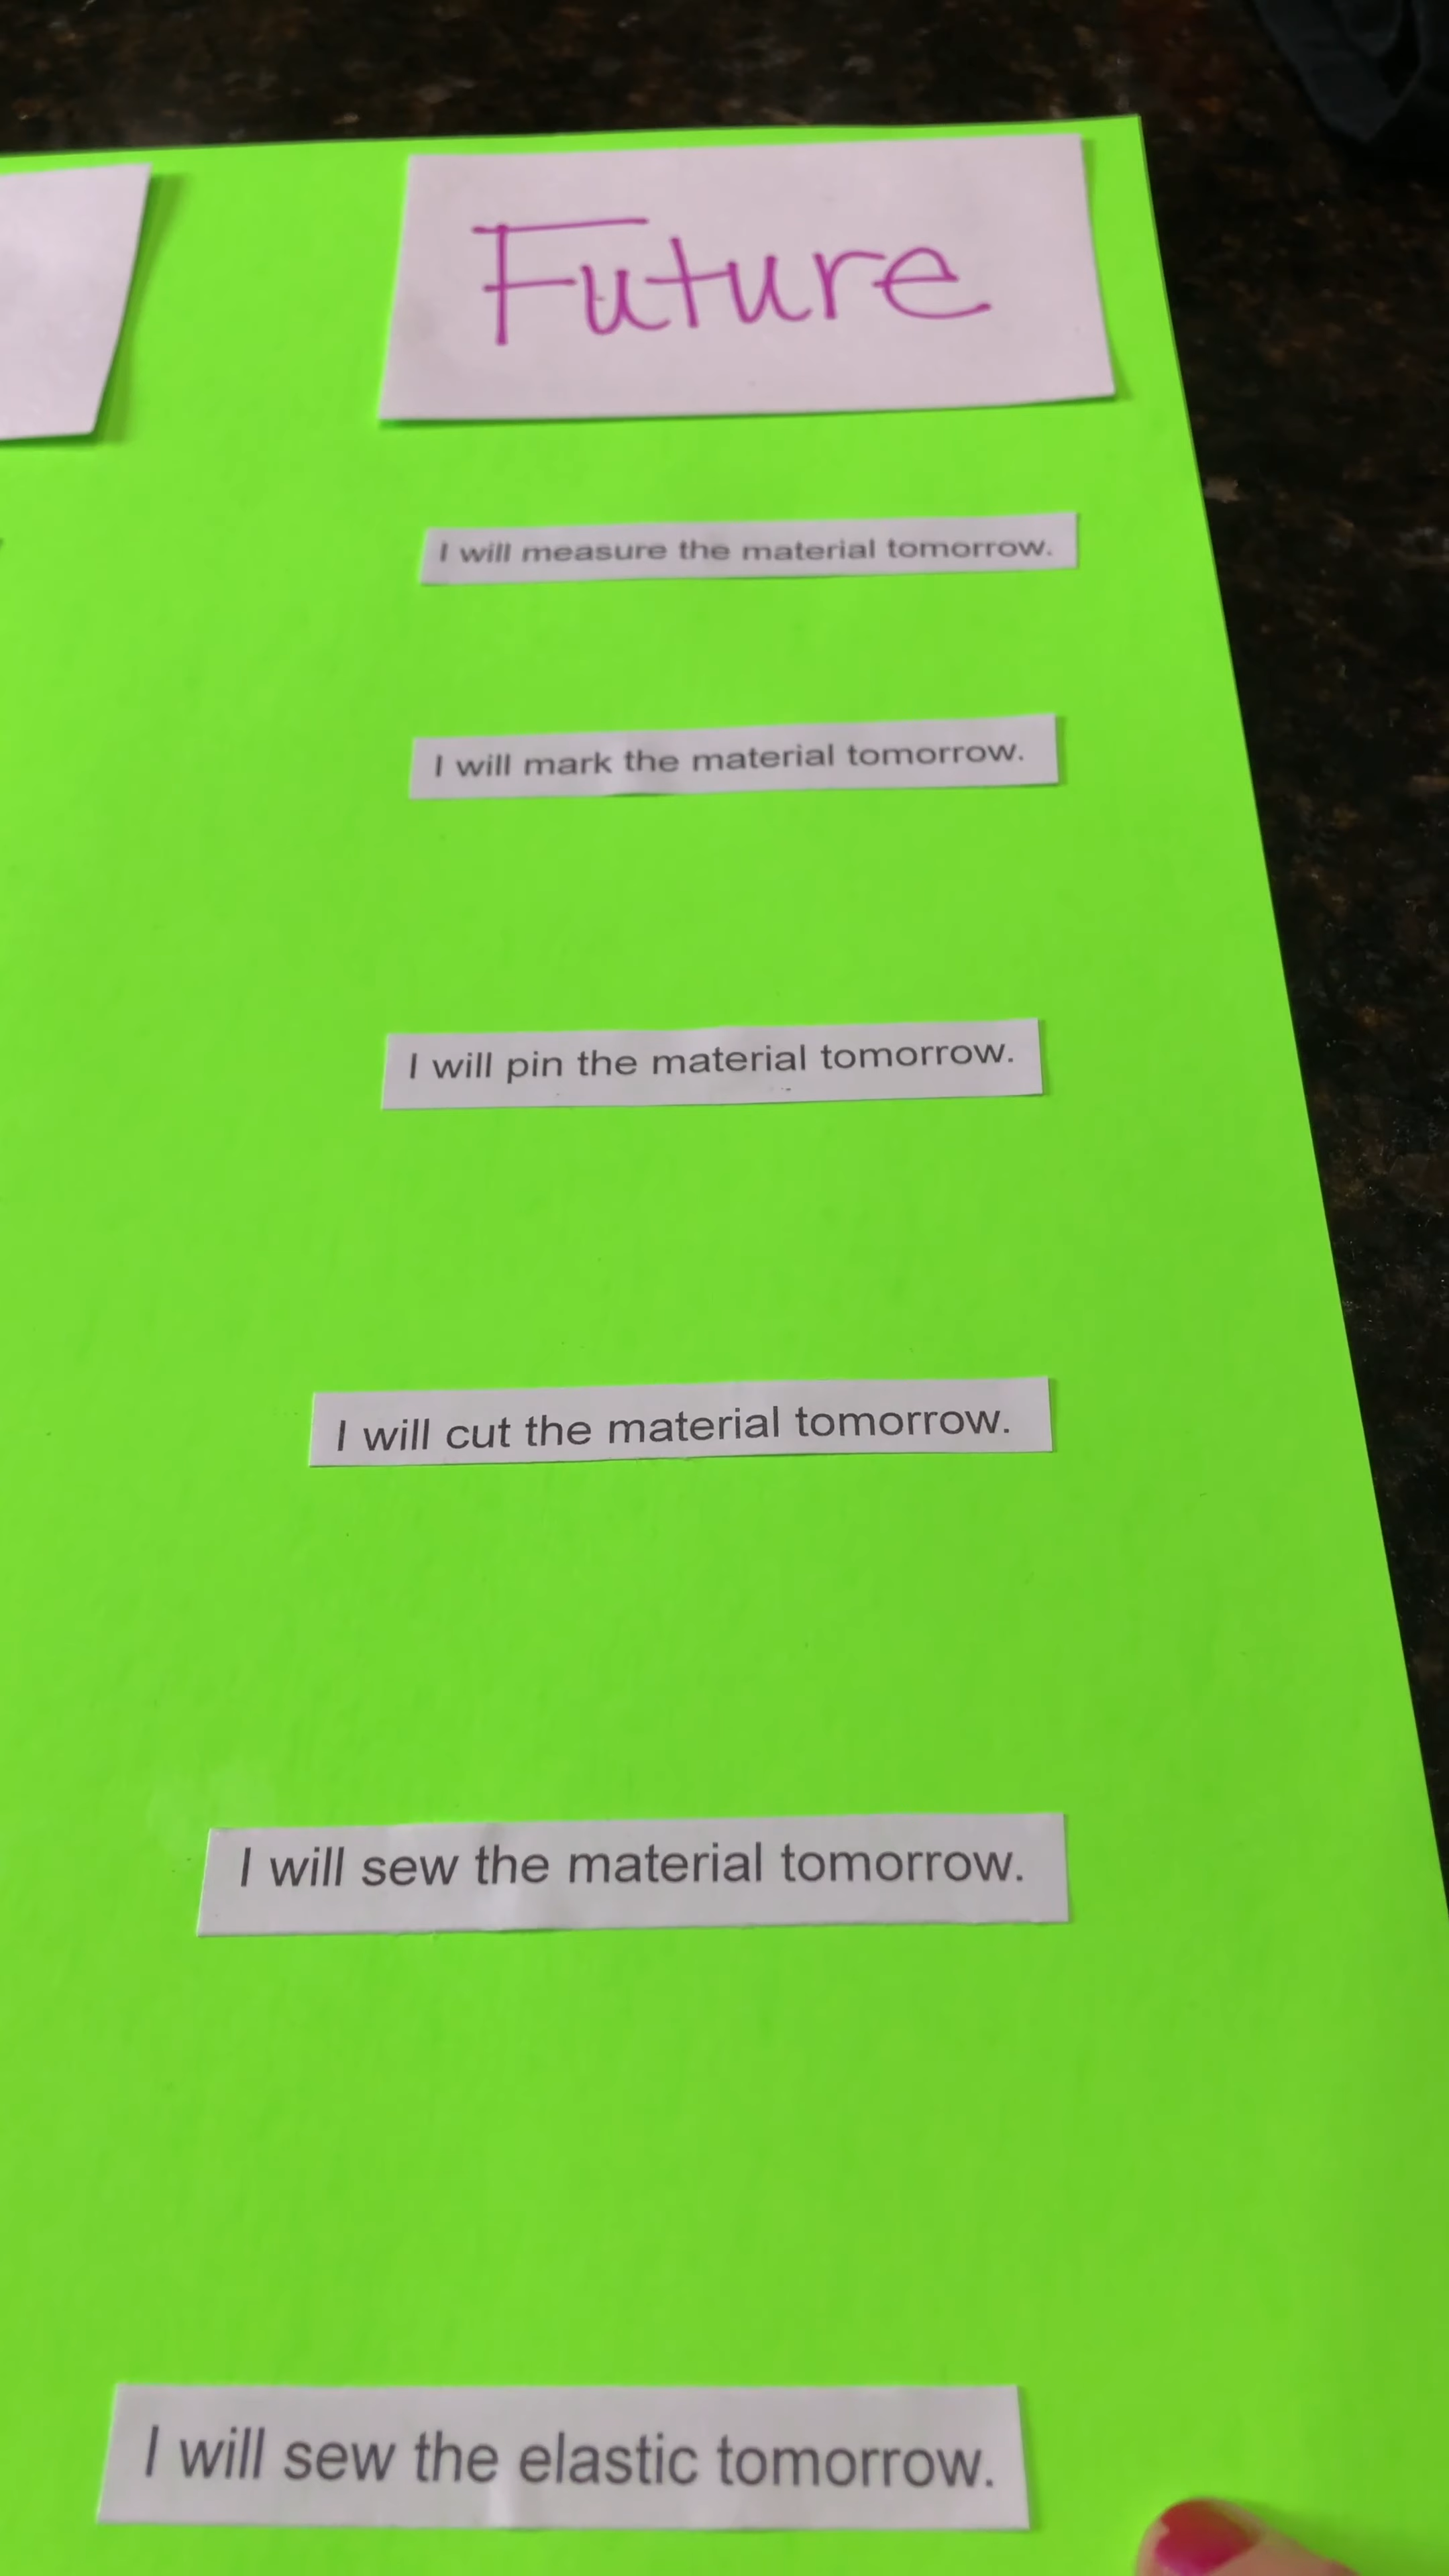 Future
I will measure the material tomorrow.
I will mark the material tomorrow.
I will pin the material tomorrow.
I will cut the material tomorrow.
I will sew the material tomorrow.
I will sew the elastic tomorrow.